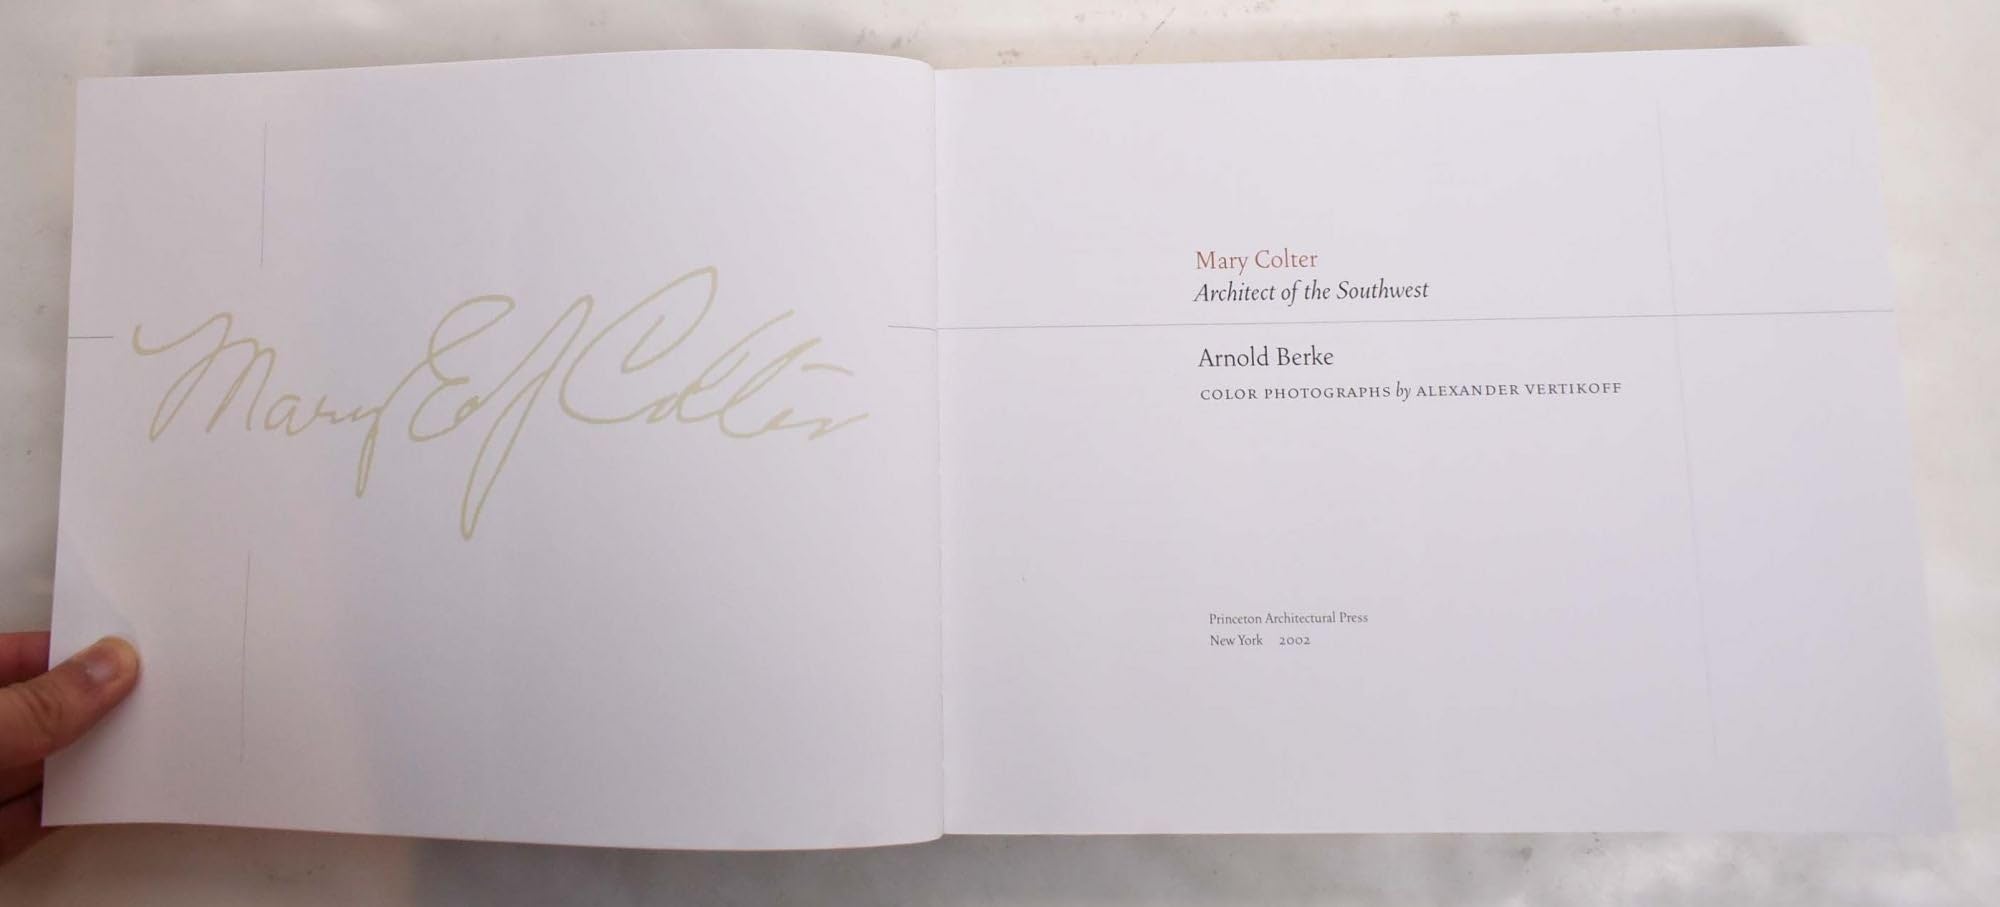 Mary E J Colter
Mary Colter
Architect of the Southwest
Arnold Berke
COLOR PHOTOGRAPHS by ALEXANDER VERTIKOFF
Princeton Architectural Press
New York 2002